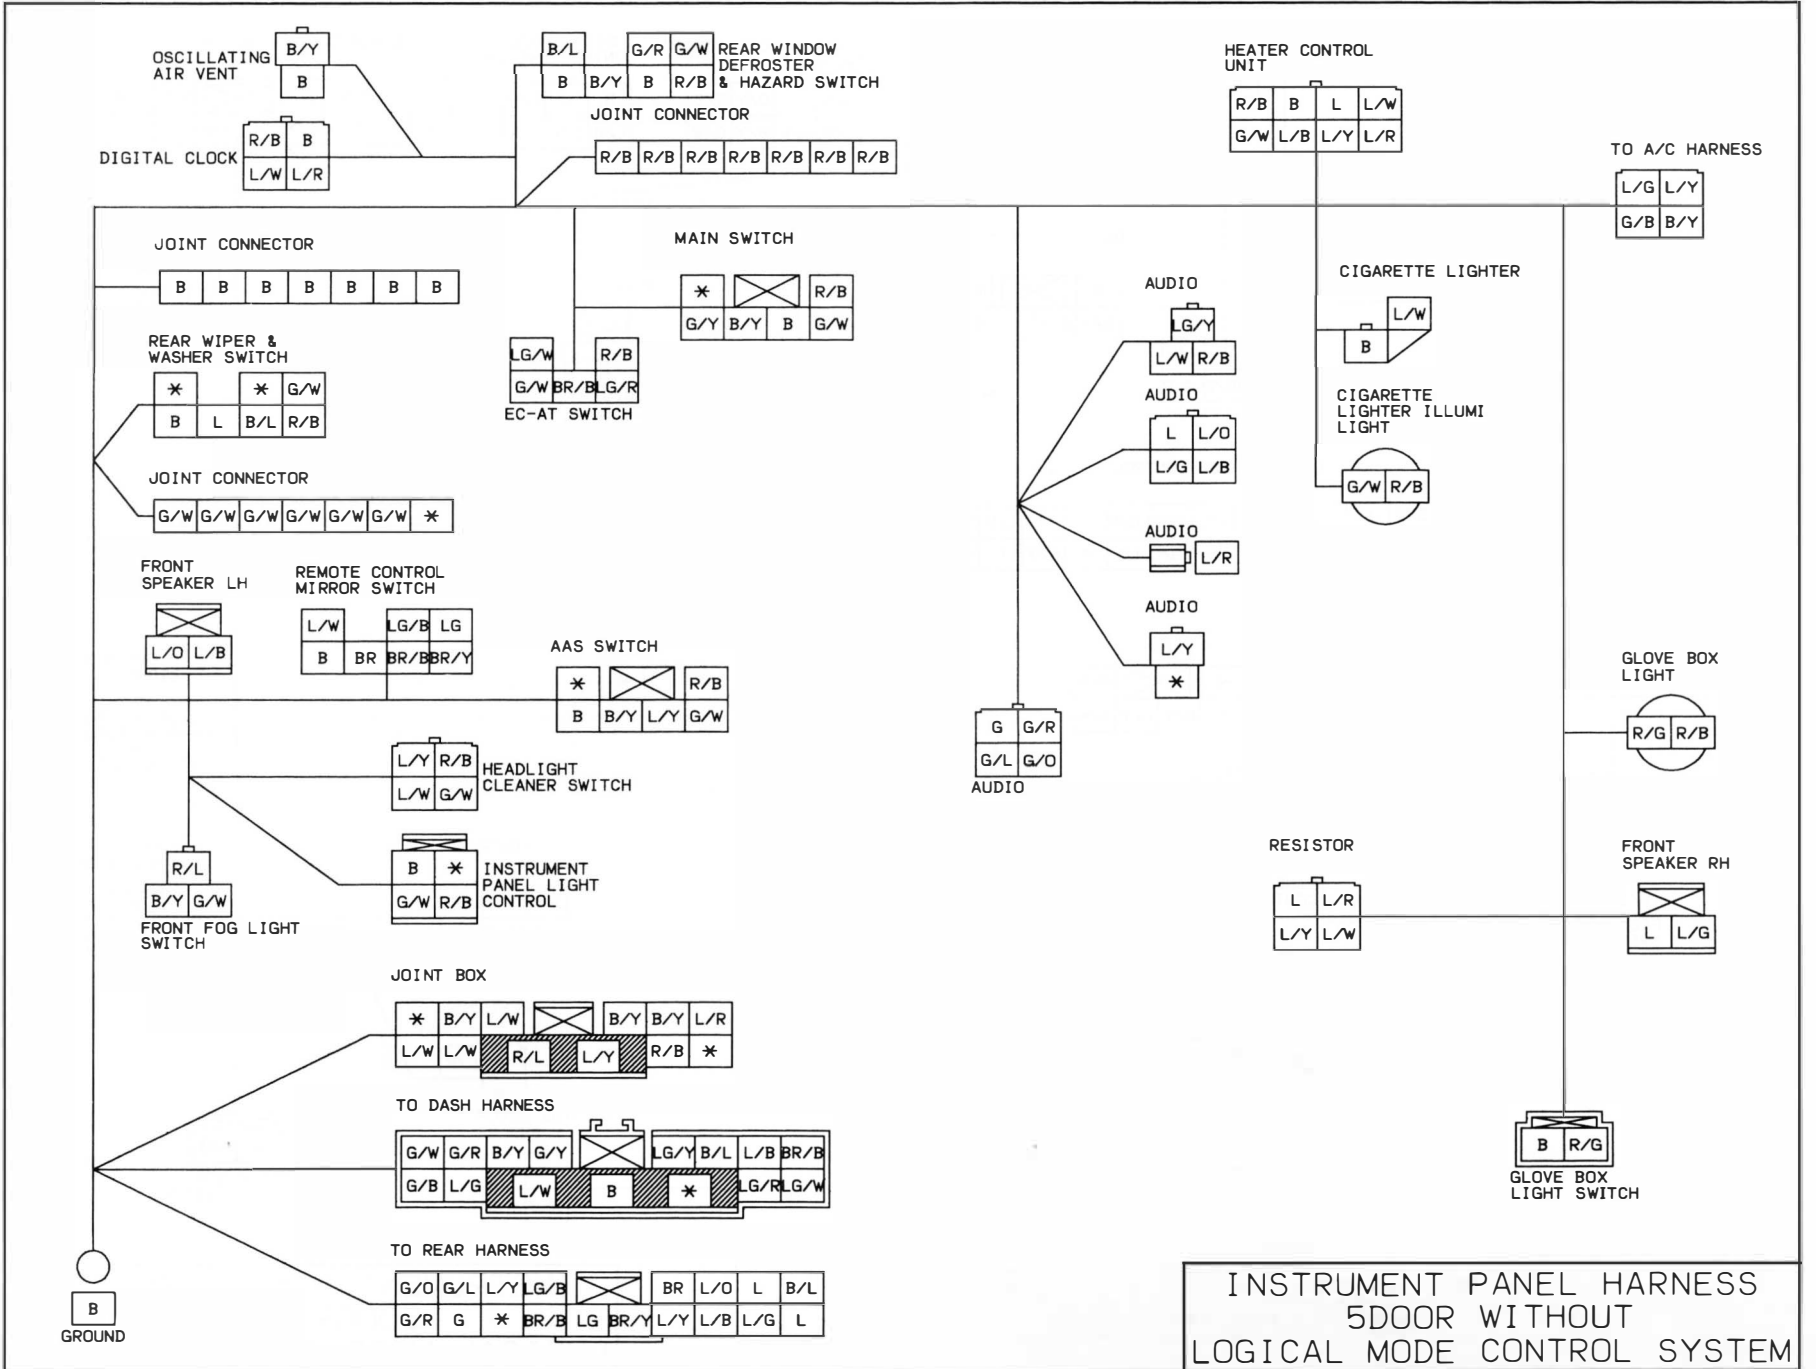 OSCILLATING
AIR VENT
B/Y
B
B/L G/R G/W
B B/Y B R/B
REAR WINDOW
DEFROSTER
& HAZARD SWITCH
DIGITAL CLOCK
R/B B
L/W L/R
JOINT CONNECTOR
R/B R/B R/B R/B R/B R/B R/B
HEATER CONTROL
UNIT
R/B B L L/W
G/W L/B L/Y L/R
TO A/C HARNESS
L/G L/Y
G/B B/Y
JOINT CONNECTOR
B B B B B B B
MAIN SWITCH
* R/B
G/Y B/Y B G/W
REAR WIPER &
WASHER SWITCH
* * G/W
B L B/L R/B
LG/W R/B
G/W BR/B LG/R
EC-AT SWITCH
JOINT CONNECTOR
G/W G/W G/W G/W G/W G/W *
AUDIO
LG/Y
L/W R/B
AUDIO
L L/O
L/G L/B
AUDIO
L/R
AUDIO
L/Y
*
CIGARETTE LIGHTER
L/W
B
CIGARETTE
LIGHTER ILLUMI
LIGHT
G/W R/B
FRONT
SPEAKER LH
L/O L/B
REMOTE CONTROL
MIRROR SWITCH
L/W LG/B LG
B BR BR/B BR/Y
AAS SWITCH
* R/B
B B/Y L/Y G/W
G G/R
G/L G/O
AUDIO
GLOVE BOX
LIGHT
R/G R/B
L/Y R/B
L/W G/W
HEADLIGHT
CLEANER SWITCH
R/L
B/Y G/W
FRONT FOG LIGHT
SWITCH
B *
G/W R/B
INSTRUMENT
PANEL LIGHT
CONTROL
RESISTOR
L L/R
L/Y L/W
FRONT
SPEAKER RH
L L/G
JOINT BOX
* B/Y L/W B/Y B/Y L/R
L/W L/W R/L L/Y R/B *
TO DASH HARNESS
G/W G/R B/Y G/Y LG/Y B/L L/B BR/B
G/B L/G L/W B * LG/R LG/W
B R/G
GLOVE BOX
LIGHT SWITCH
TO REAR HARNESS
G/O G/L L/Y LG/B BR L/O L B/L
G/R G * BR/B LG BR/Y L/Y L/B L/G L
B
GROUND
INSTRUMENT PANEL HARNESS
5DOOR WITHOUT
LOGICAL MODE CONTROL SYSTEM